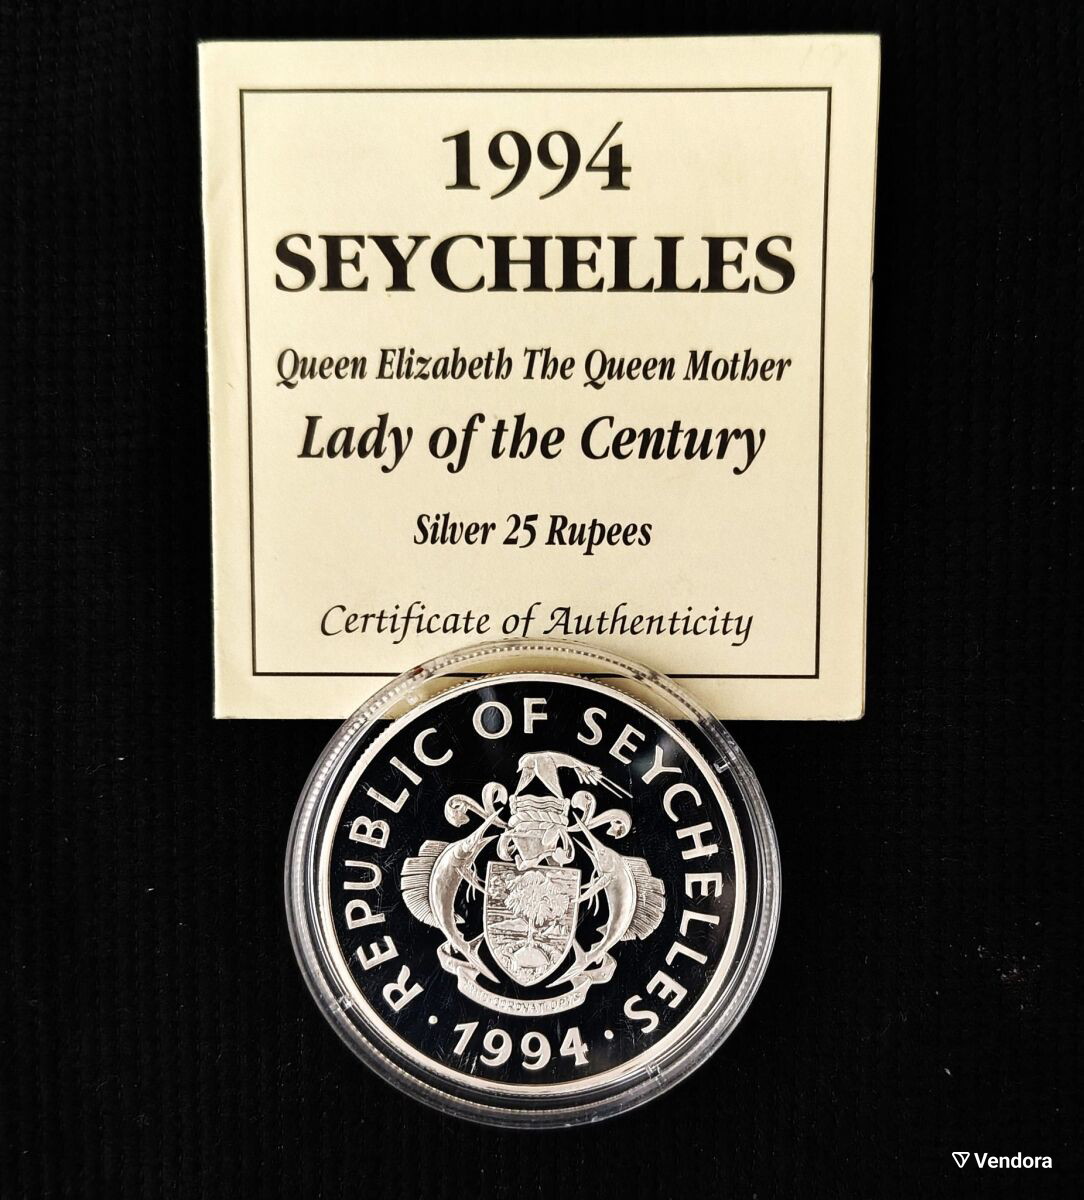 1994
SEYCHELLES
Queen Elizabeth The Queen Mother
Lady of the Century
Silver 25 Rupees
Certificate of Authenticity
REPUBLIC OF SEYCHELLES
· 1994 ·
Vendora